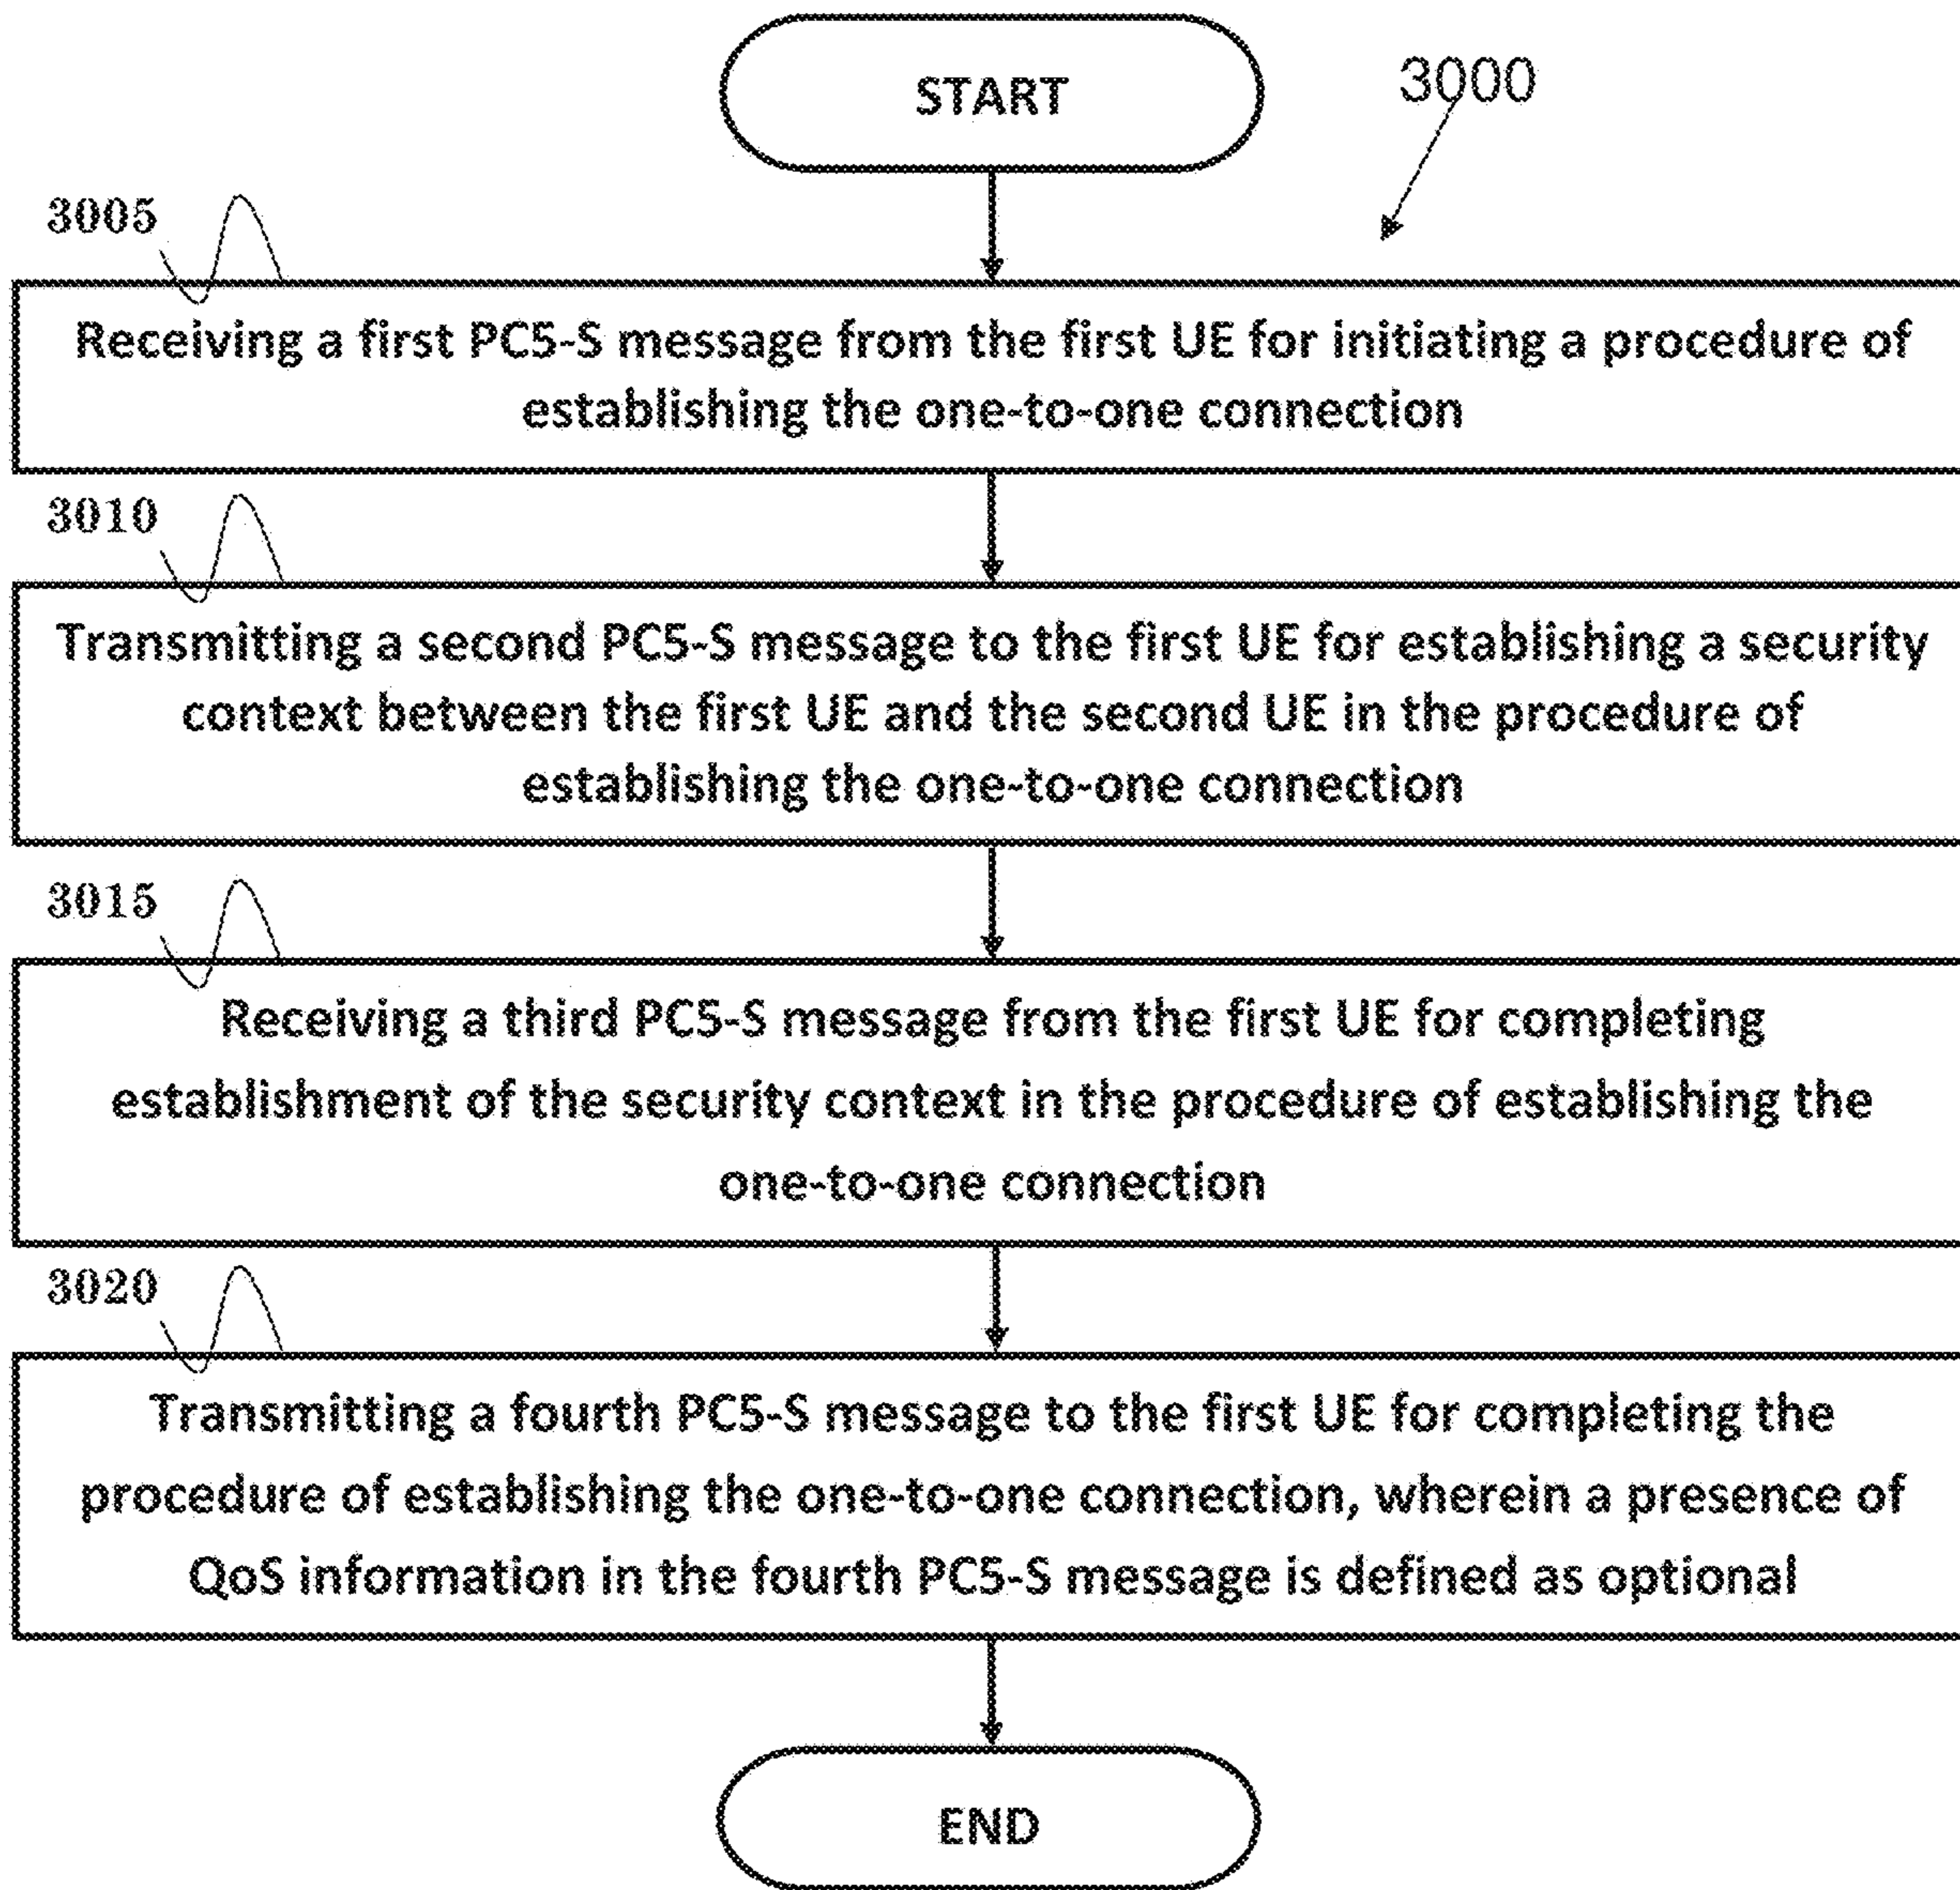 START
3000
3005
Receiving a first PC5-S message from the first UE for initiating a procedure of
establishing the one-to-one connection
3010
Transmitting a second PC5-S message to the first UE for establishing a security
context between the first UE and the second UE in the procedure of
establishing the one-to-one connection
3015
Receiving a third PC5-S message from the first UE for completing
establishment of the security context in the procedure of establishing the
one-to-one connection
3020
Transmitting a fourth PC5-S message to the first UE for completing the
procedure of establishing the one-to-one connection, wherein a presence of
QoS information in the fourth PC5-S message is defined as optional
END